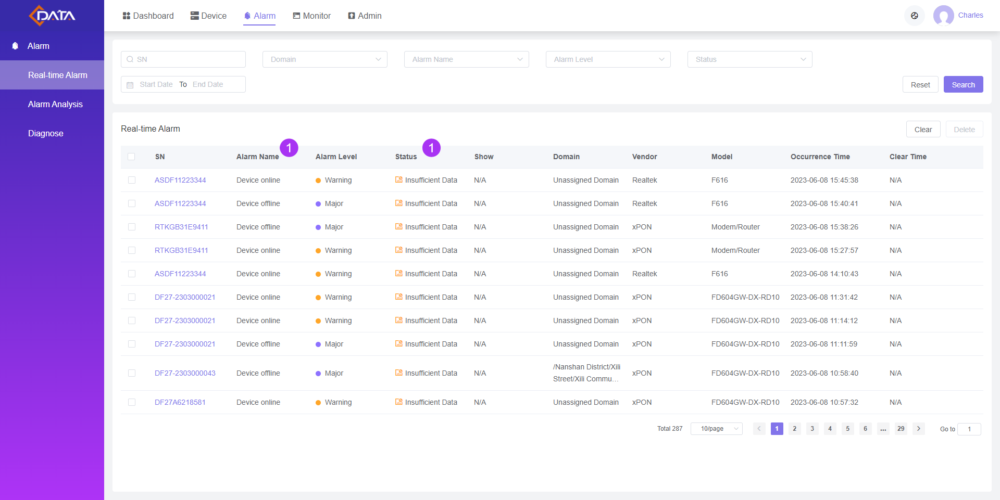 DATA
Dashboard Device Alarm Monitor Admin Charles
Alarm
Real-time Alarm
Alarm Analysis
Diagnose
SN Domain Alarm Name Alarm Level Status
Start Date To End Date Reset Search
Real-time Alarm Clear Delete
1 1
SN Alarm Name Alarm Level Status Show Domain Vendor Model Occurrence Time Clear Time
ASDF11223344 Device online Warning Insufficient Data N/A Unassigned Domain Realtek F616 2023-06-08 15:45:38 N/A
ASDF11223344 Device offline Major Insufficient Data N/A Unassigned Domain Realtek F616 2023-06-08 15:40:41 N/A
RTKGB31E9411 Device offline Major Insufficient Data N/A Unassigned Domain xPON Modem/Router 2023-06-08 15:38:26 N/A
RTKGB31E9411 Device online Warning Insufficient Data N/A Unassigned Domain xPON Modem/Router 2023-06-08 15:27:57 N/A
ASDF11223344 Device online Warning Insufficient Data N/A Unassigned Domain Realtek F616 2023-06-08 14:10:43 N/A
DF27-2303000021 Device online Warning Insufficient Data N/A Unassigned Domain xPON FD604GW-DX-RD10 2023-06-08 11:31:42 N/A
DF27-2303000021 Device online Warning Insufficient Data N/A Unassigned Domain xPON FD604GW-DX-RD10 2023-06-08 11:14:12 N/A
DF27-2303000021 Device offline Major Insufficient Data N/A Unassigned Domain xPON FD604GW-DX-RD10 2023-06-08 11:11:59 N/A
DF27-2303000043 Device offline Major Insufficient Data N/A /Nanshan District/Xili Street/Xili Commu... xPON FD604GW-DX-RD10 2023-06-08 10:58:40 N/A
DF27A6218581 Device online Warning Insufficient Data N/A Unassigned Domain xPON FD604GW-DX-RD10 2023-06-08 10:57:32 N/A
Total 287 10/page 1 2 3 4 5 6 ... 29 Go to 1